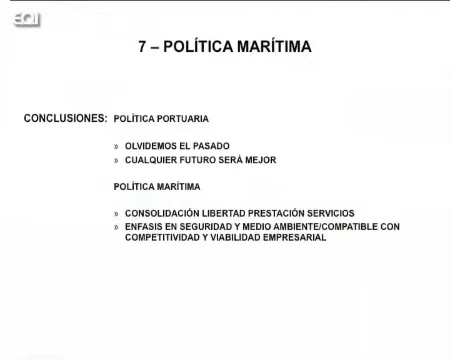 EOI
7 – POLÍTICA MARÍTIMA
CONCLUSIONES: POLÍTICA PORTUARIA
» OLVIDEMOS EL PASADO
» CUALQUIER FUTURO SERÁ MEJOR
POLÍTICA MARÍTIMA
» CONSOLIDACIÓN LIBERTAD PRESTACIÓN SERVICIOS
» ENFASIS EN SEGURIDAD Y MEDIO AMBIENTE/COMPATIBLE CON
COMPETITIVIDAD Y VIABILIDAD EMPRESARIAL